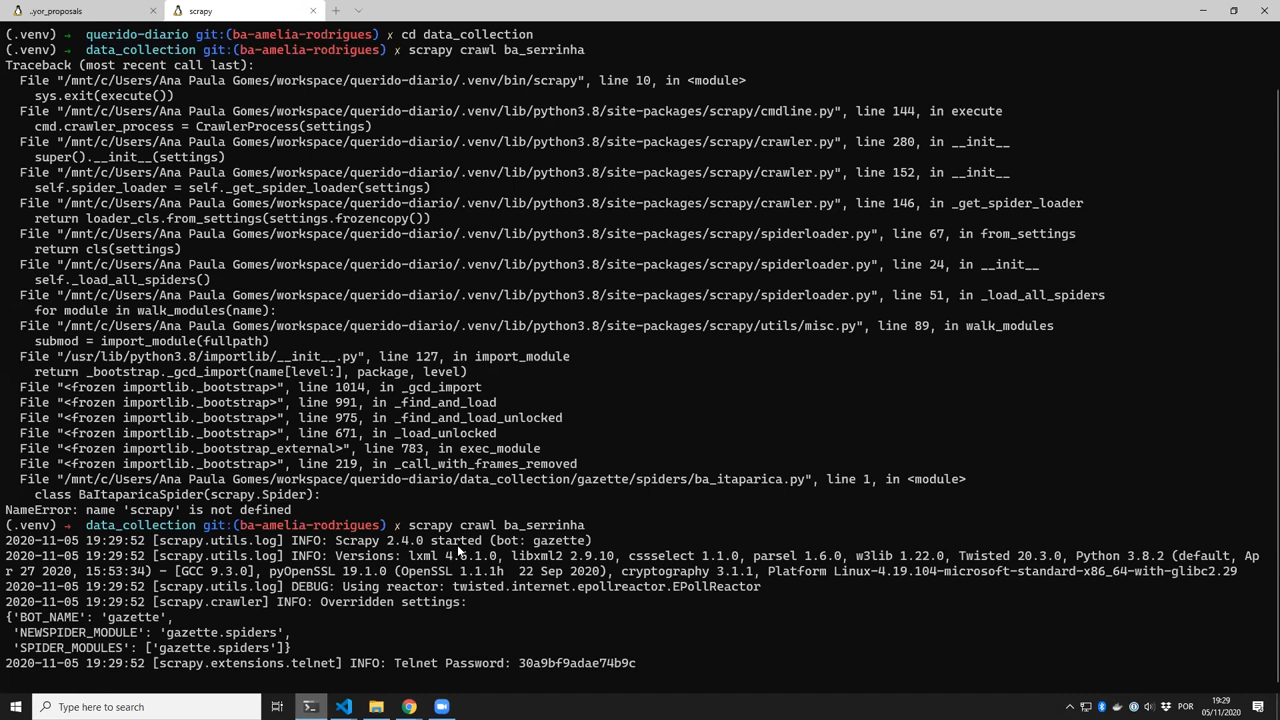 ..yor_proposals
scrapy
(.venv) → querido-diario git:(ba-amelia-rodrigues) ✗ cd data_collection
(.venv) → data_collection git:(ba-amelia-rodrigues) ✗ scrapy crawl ba_serrinha
Traceback (most recent call last):
File "/mnt/c/Users/Ana Paula Gomes/workspace/querido-diario/.venv/bin/scrapy", line 10, in <module>
sys.exit(execute())
File "/mnt/c/Users/Ana Paula Gomes/workspace/querido-diario/.venv/lib/python3.8/site-packages/scrapy/cmdline.py", line 144, in execute
cmd.crawler_process = CrawlerProcess(settings)
File "/mnt/c/Users/Ana Paula Gomes/workspace/querido-diario/.venv/lib/python3.8/site-packages/scrapy/crawler.py", line 280, in __init__
super().__init__(settings)
File "/mnt/c/Users/Ana Paula Gomes/workspace/querido-diario/.venv/lib/python3.8/site-packages/scrapy/crawler.py", line 152, in __init__
self.spider_loader = self._get_spider_loader(settings)
File "/mnt/c/Users/Ana Paula Gomes/workspace/querido-diario/.venv/lib/python3.8/site-packages/scrapy/crawler.py", line 146, in _get_spider_loader
return loader_cls.from_settings(settings.frozencopy())
File "/mnt/c/Users/Ana Paula Gomes/workspace/querido-diario/.venv/lib/python3.8/site-packages/scrapy/spiderloader.py", line 67, in from_settings
return cls(settings)
File "/mnt/c/Users/Ana Paula Gomes/workspace/querido-diario/.venv/lib/python3.8/site-packages/scrapy/spiderloader.py", line 24, in __init__
self._load_all_spiders()
File "/mnt/c/Users/Ana Paula Gomes/workspace/querido-diario/.venv/lib/python3.8/site-packages/scrapy/spiderloader.py", line 51, in _load_all_spiders
for module in walk_modules(name):
File "/mnt/c/Users/Ana Paula Gomes/workspace/querido-diario/.venv/lib/python3.8/site-packages/scrapy/utils/misc.py", line 89, in walk_modules
submod = import_module(fullpath)
File "/usr/lib/python3.8/importlib/__init__.py", line 127, in import_module
return _bootstrap._gcd_import(name[level:], package, level)
File "<frozen importlib._bootstrap>", line 1014, in _gcd_import
File "<frozen importlib._bootstrap>", line 991, in _find_and_load
File "<frozen importlib._bootstrap>", line 975, in _find_and_load_unlocked
File "<frozen importlib._bootstrap>", line 671, in _load_unlocked
File "<frozen importlib._bootstrap_external>", line 783, in exec_module
File "<frozen importlib._bootstrap>", line 219, in _call_with_frames_removed
File "/mnt/c/Users/Ana Paula Gomes/workspace/querido-diario/data_collection/gazette/spiders/ba_itaparica.py", line 1, in <module>
class BaItaparicaSpider(scrapy.Spider):
NameError: name 'scrapy' is not defined
(.venv) → data_collection git:(ba-amelia-rodrigues) ✗ scrapy crawl ba_serrinha
2020-11-05 19:29:52 [scrapy.utils.log] INFO: Scrapy 2.4.0 started (bot: gazette)
2020-11-05 19:29:52 [scrapy.utils.log] INFO: Versions: lxml 4.6.1.0, libxml2 2.9.10, cssselect 1.1.0, parsel 1.6.0, w3lib 1.22.0, Twisted 20.3.0, Python 3.8.2 (default, Ap
r 27 2020, 15:53:34) - [GCC 9.3.0], pyOpenSSL 19.1.0 (OpenSSL 1.1.1h  22 Sep 2020), cryptography 3.1.1, Platform Linux-4.19.104-microsoft-standard-x86_64-with-glibc2.29
2020-11-05 19:29:52 [scrapy.utils.log] DEBUG: Using reactor: twisted.internet.epollreactor.EPollReactor
2020-11-05 19:29:52 [scrapy.crawler] INFO: Overridden settings:
{'BOT_NAME': 'gazette',
'NEWSPIDER_MODULE': 'gazette.spiders',
'SPIDER_MODULES': ['gazette.spiders']}
2020-11-05 19:29:52 [scrapy.extensions.telnet] INFO: Telnet Password: 30a9bf9adae74b9c
Type here to search
POR
19:29
05/11/2020